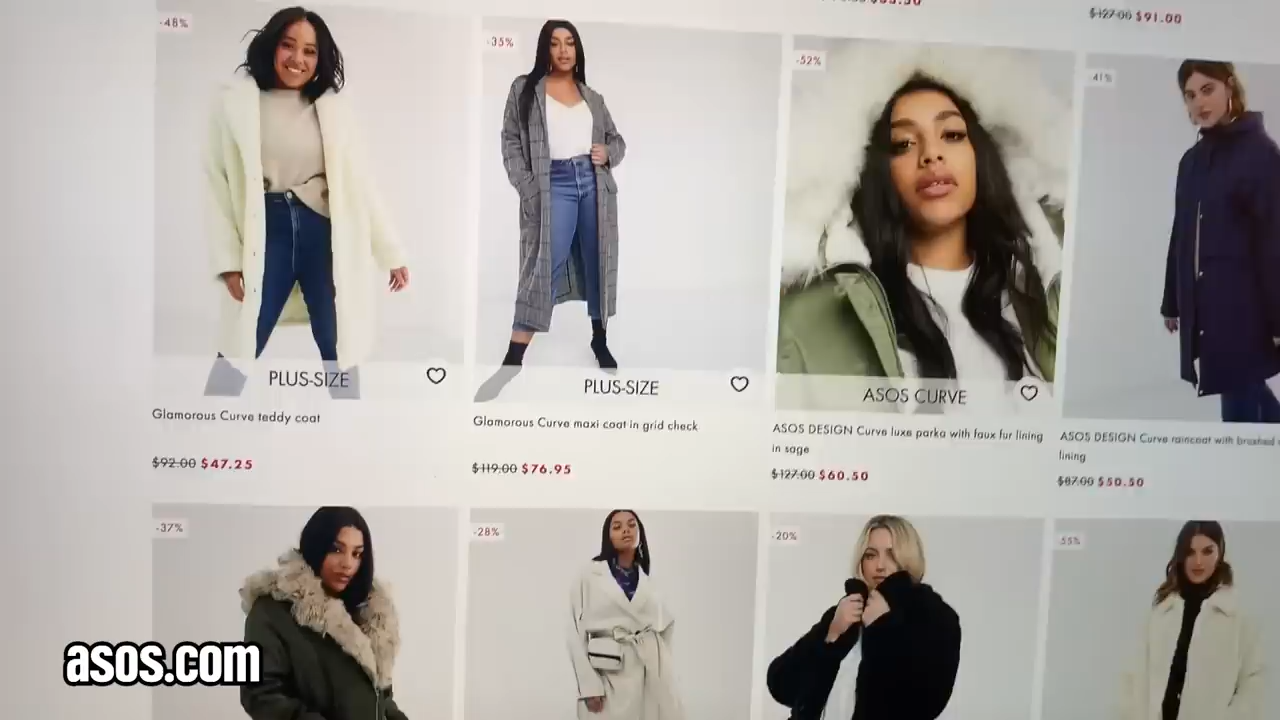 $127.00 $91.00
-48%
-35%
-52%
-41%
PLUS-SIZE
PLUS-SIZE
ASOS CURVE
Glamorous Curve teddy coat
Glamorous Curve maxi coat in grid check
ASOS DESIGN Curve luxe parka with faux fur lining
in sage
ASOS DESIGN Curve raincoat with brushed
lining
$92.00 $47.25
$119.00 $76.95
$127.00 $60.50
$87.00 $50.50
-37%
-28%
-20%
-55%
asos.com